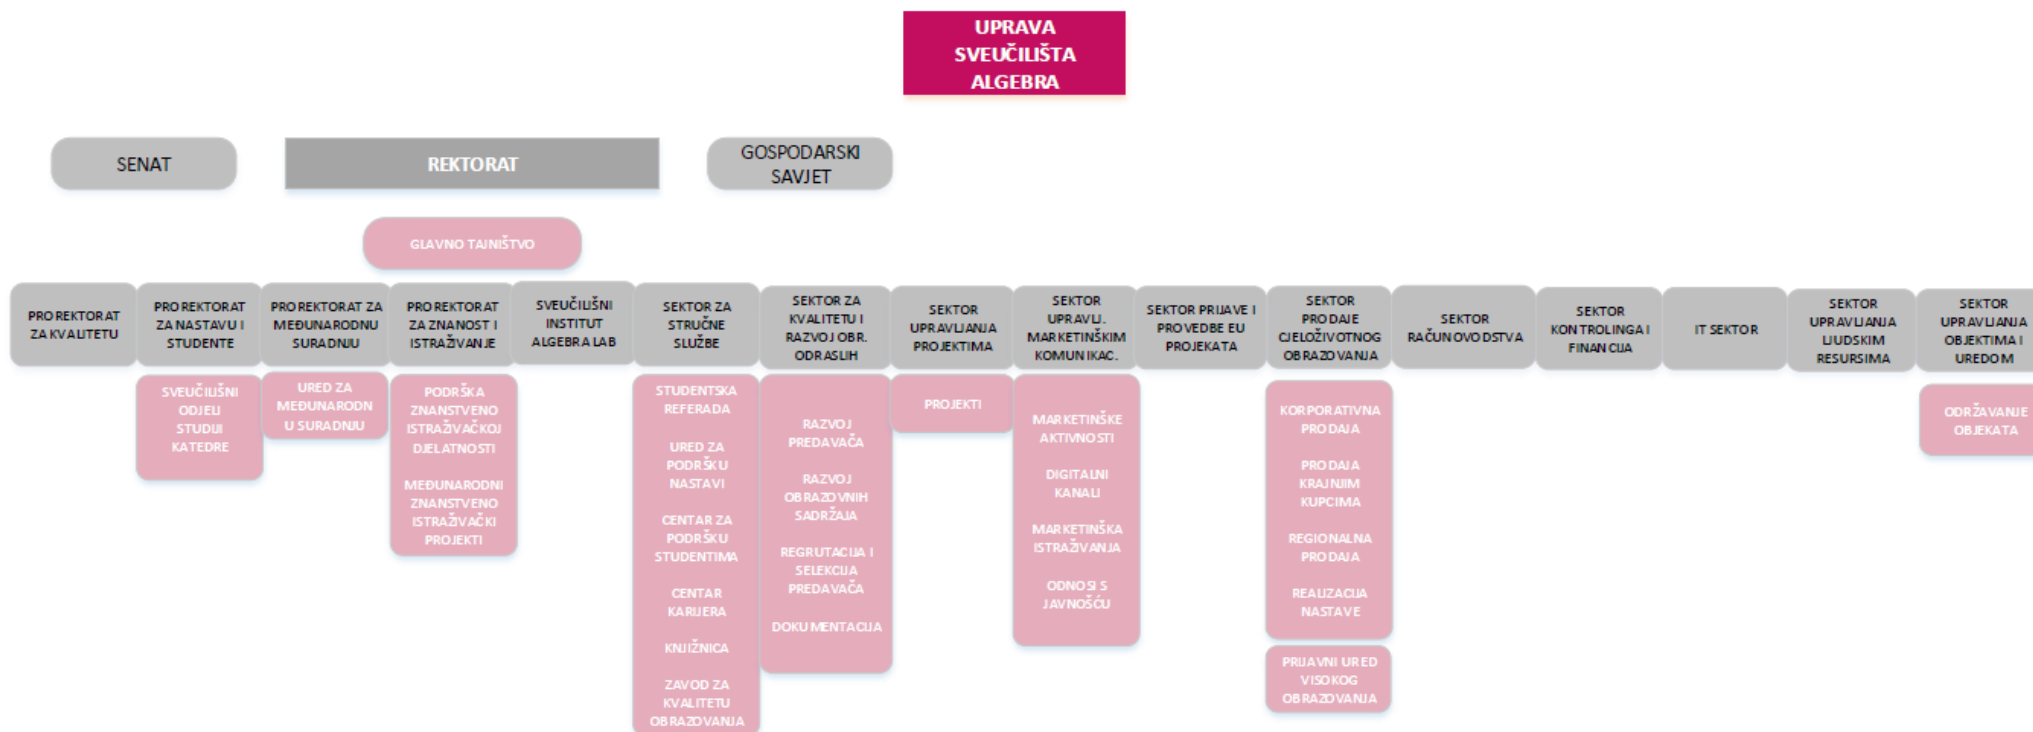 UPRAVA
SVEUČILIŠTA
ALGEBRA
SENAT
REKTORAT
GOSPODARSKI
SAVJET
GLAVNO TAJNIŠTVO
PROREKTORAT
ZA KVALITETU
PROREKTORAT
ZA NASTAVU I
STUDENTE
PROREKTORAT ZA
MEĐUNARODNU
SURADNJU
PROREKTORAT
ZA ZNANOST I
ISTRAŽIVANJE
SVEUČILIŠNI
INSTITUT
ALGEBRA LAB
SEKTOR ZA
STRUČNE
SLUŽBE
SEKTOR ZA
KVALITETU I
RAZVOJ OBR.
ODRASLIH
SEKTOR
UPRAVLJANJA
PROJEKTIMA
SEKTOR
UPRAVLJ.
MARKETINŠKIM
KOMUNIKAC.
SEKTOR PRIJAVE I
PROVEDBE EU
PROJEKATA
SEKTOR
PRODAJE
CJELOŽIVOTNOG
OBRAZOVANJA
SEKTOR
RAČUNOVODSTVA
SEKTOR
KONTROLINGA I
FINANCIJA
IT SEKTOR
SEKTOR
UPRAVLJANJA
LJUDSKIM
RESURSIMA
SEKTOR
UPRAVLJANJA
OBJEKTIMA I
UREDOM
SVEUČILIŠNI
ODJELI
STUDIJI
KATEDRE
URED ZA
MEĐUNARODN
U SURADNJU
PODRŠKA
ZNANSTVENO
ISTRAŽIVAČKOJ
DJELATNOSTI
MEĐUNARODNI
ZNANSTVENO
ISTRAŽIVAČKI
PROJEKTI
STUDENTSKA
REFERADA
URED ZA
PODRŠKU
NASTAVI
CENTAR ZA
PODRŠKU
STUDENTIMA
CENTAR
KARIJERA
KNJIŽNICA
ZAVOD ZA
KVALITETU
OBRAZOVANJA
RAZVOJ
PREDAVAČA
RAZVOJ
OBRAZOVNIH
SADRŽAJA
REGRUTACIJA I
SELEKCIJA
PREDAVAČA
DOKUMENTACIJA
PROJEKTI
MARKETINŠKE
AKTIVNOSTI
DIGITALNI
KANALI
MARKETINŠKA
ISTRAŽIVANJA
ODNOSI S
JAVNOŠĆU
KORPORATIVNA
PRODAJA
PRODAJA
KRAJNJIM
KUPCIMA
REGIONALNA
PRODAJA
REALIZACIJA
NASTAVE
PRIJAVNI URED
VISOKOG
OBRAZOVANJA
ODRŽAVANJE
OBJEKATA